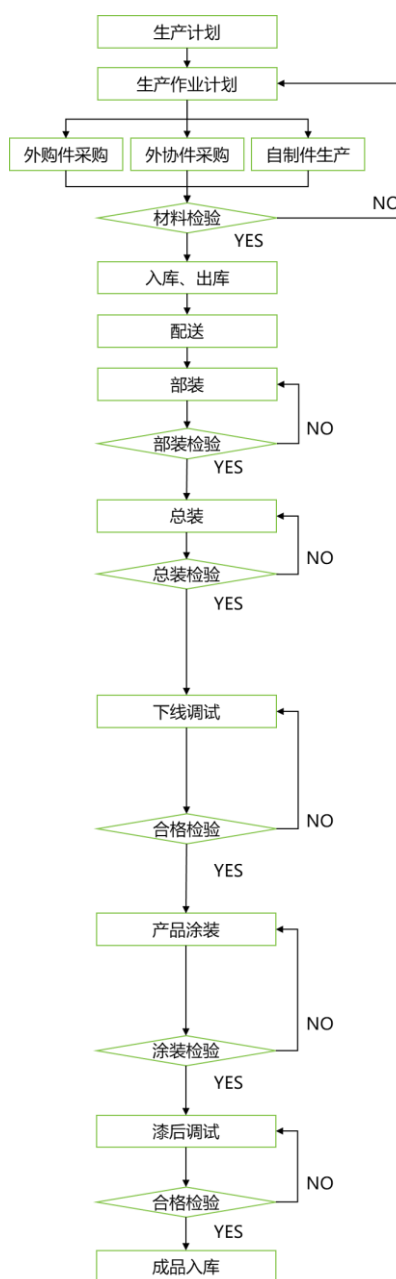 生产计划
生产作业计划
外购件采购
外协件采购
自制件生产
材料检验
NO
YES
入库、出库
配送
部装
NO
部装检验
YES
总装
NO
总装检验
YES
下线调试
NO
合格检验
YES
产品涂装
NO
涂装检验
YES
漆后调试
NO
合格检验
YES
成品入库